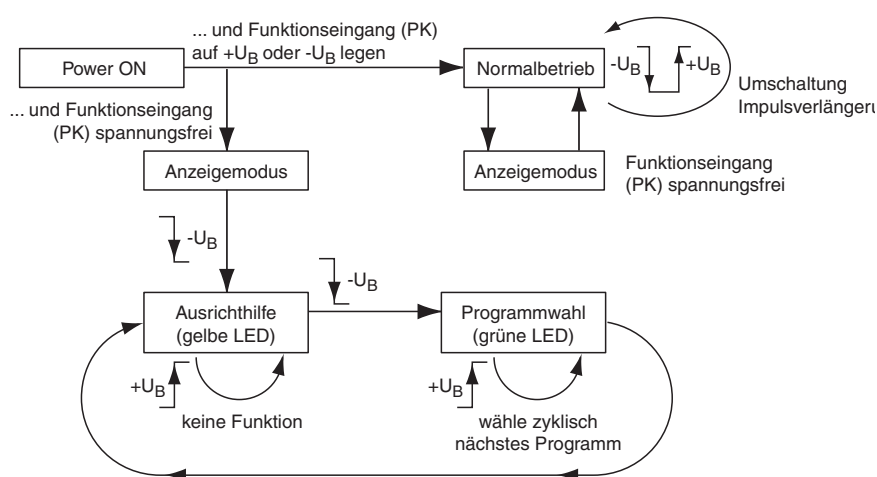 ... und Funktionseingang (PK)
auf +UB oder -UB legen
Power ON
Normalbetrieb
-UB
+UB
Umschaltung
Impulsverlängeru
... und Funktionseingang
(PK) spannungsfrei
Anzeigemodus
Anzeigemodus
Funktionseingang
(PK) spannungsfrei
-UB
-UB
Ausrichthilfe
(gelbe LED)
Programmwahl
(grüne LED)
+UB
keine Funktion
+UB
wähle zyklisch
nächstes Programm